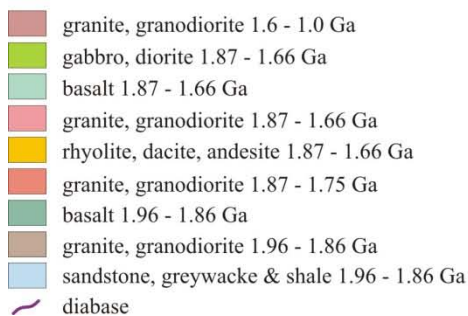 granite, granodiorite 1.6 - 1.0 Ga
gabbro, diorite 1.87 - 1.66 Ga
basalt 1.87 - 1.66 Ga
granite, granodiorite 1.87 - 1.66 Ga
rhyolite, dacite, andesite 1.87 - 1.66 Ga
granite, granodiorite 1.87 - 1.75 Ga
basalt 1.96 - 1.86 Ga
granite, granodiorite 1.96 - 1.86 Ga
sandstone, greywacke & shale 1.96 - 1.86 Ga
diabase